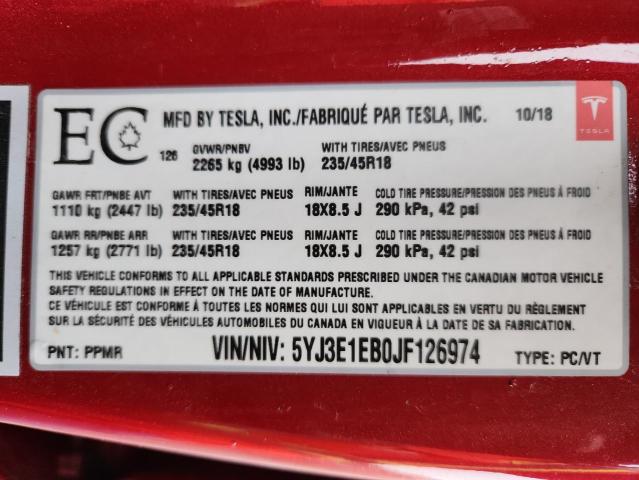 EC MFD BY TESLA, INC./FABRIQUÉ PAR TESLA, INC. 10/18
TESLA
126
GVWR/PNBV WITH TIRES/AVEC PNEUS
2265 kg (4993 lb) 235/45R18
GAWR FRT/PNBE AVT WITH TIRES/AVEC PNEUS RIM/JANTE COLD TIRE PRESSURE/PRESSION DES PNEUS À FROID
1110 kg (2447 lb) 235/45R18 18X8.5 J 290 kPa, 42 psi
GAWR RR/PNBE ARR WITH TIRES/AVEC PNEUS RIM/JANTE COLD TIRE PRESSURE/PRESSION DES PNEUS À FROID
1257 kg (2771 lb) 235/45R18 18X8.5 J 290 kPa, 42 psi
THIS VEHICLE CONFORMS TO ALL APPLICABLE STANDARDS PRESCRIBED UNDER THE CANADIAN MOTOR VEHICLE
SAFETY REGULATIONS IN EFFECT ON THE DATE OF MANUFACTURE.
CE VÉHICULE EST CONFORME À TOUTES LES NORMES QUI LUI SONT APPLICABLES EN VERTU DU RÈGLEMENT
SUR LA SÉCURITÉ DES VÉHICULES AUTOMOBILES DU CANADA EN VIGUEUR À LA DATE DE SA FABRICATION.
PNT: PPMR VIN/NIV: 5YJ3E1EB0JF126974 TYPE: PC/VT